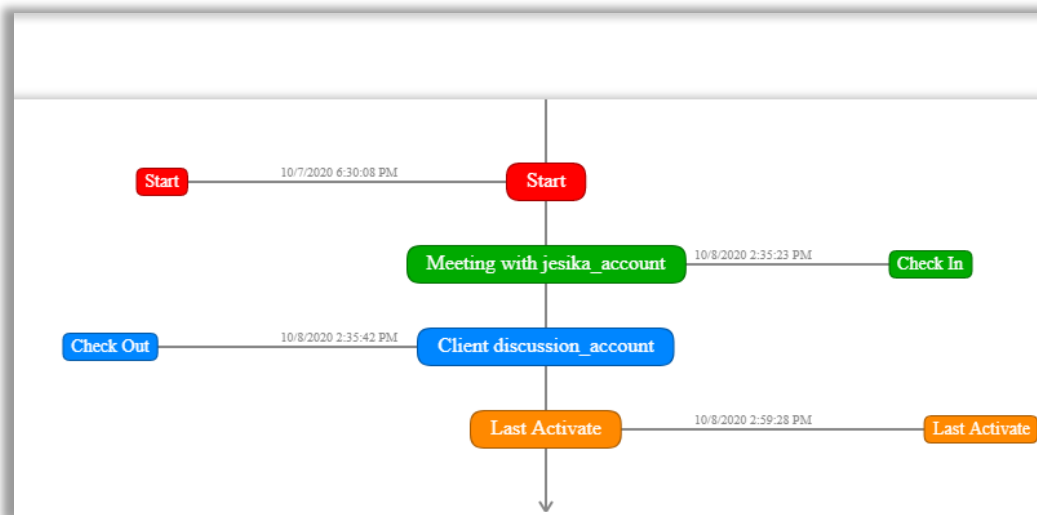 Start
10/7/2020 6:30:08 PM
Start
Meeting with jesika_account
10/8/2020 2:35:23 PM
Check In
Check Out
10/8/2020 2:35:42 PM
Client discussion_account
Last Activate
10/8/2020 2:59:28 PM
Last Activate